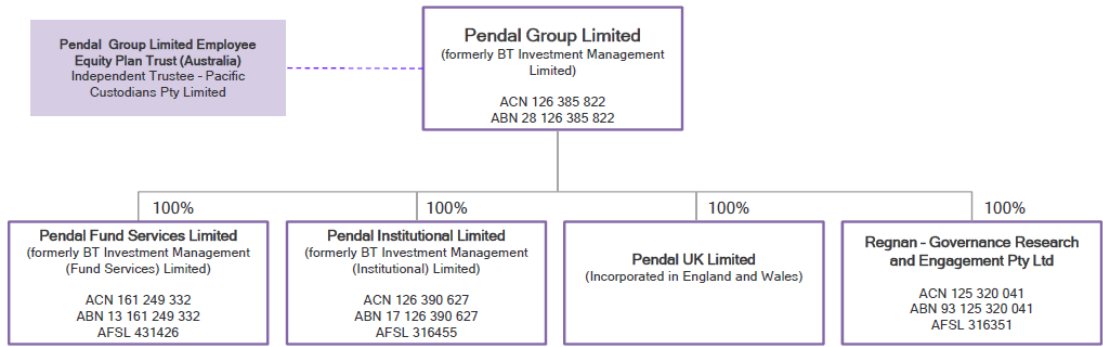 Pendal Group Limited Employee
Equity Plan Trust (Australia)
Independent Trustee - Pacific
Custodians Pty Limited
Pendal Group Limited
(formerly BT Investment Management
Limited)
ACN 126 385 822
ABN 28 126 385 822
100%
Pendal Fund Services Limited
(formerly BT Investment Management
(Fund Services) Limited)
ACN 161 249 332
ABN 13 161 249 332
AFSL 431426
100%
Pendal Institutional Limited
(formerly BT Investment Management
(Institutional) Limited)
ACN 126 390 627
ABN 17 126 390 627
AFSL 316455
100%
Pendal UK Limited
(Incorporated in England and Wales)
100%
Regnan - Governance Research
and Engagement Pty Ltd
ACN 125 320 041
ABN 93 125 320 041
AFSL 316351